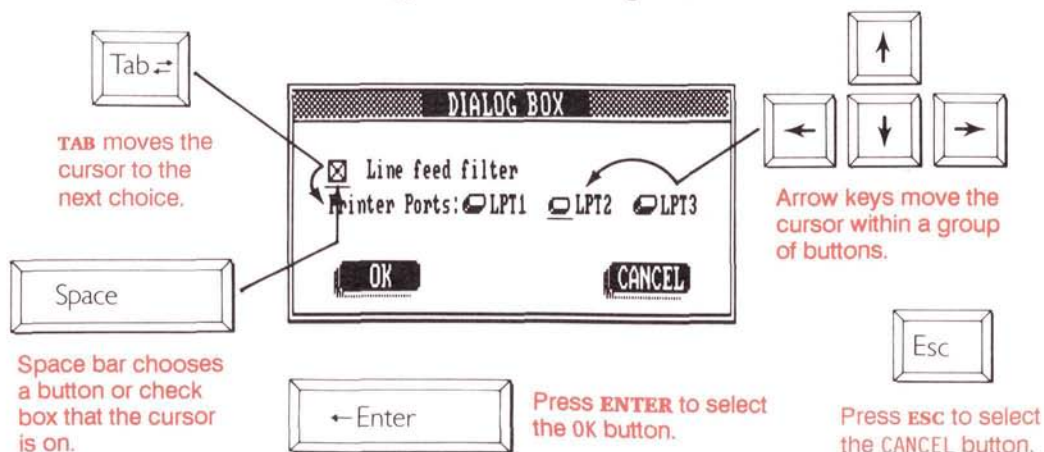 Tab
TAB moves the
cursor to the
next choice.
DIALOG BOX
Line feed filter
Printer Ports: LPT1 LPT2 LPT3
OK
CANCEL
Arrow keys move the
cursor within a group
of buttons.
Space
Space bar chooses
a button or check
box that the cursor
is on.
←Enter
Press ENTER to select
the OK button.
Esc
Press ESC to select
the CANCEL button.